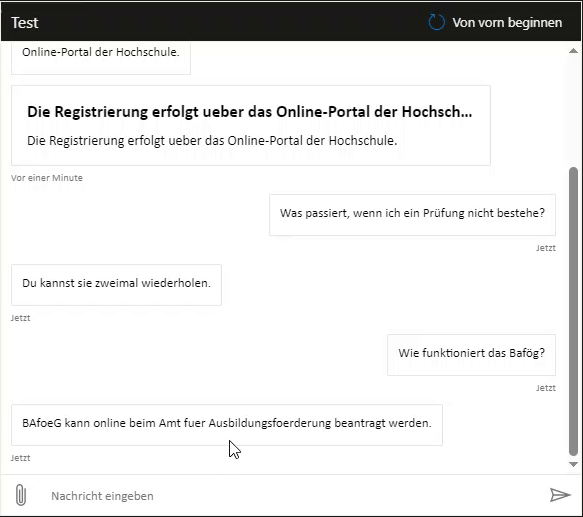 Test
Von vorn beginnen
Online-Portal der Hochschule.
Die Registrierung erfolgt ueber das Online-Portal der Hochsch...
Die Registrierung erfolgt ueber das Online-Portal der Hochschule.
Vor einer Minute
Was passiert, wenn ich ein Prüfung nicht bestehe?
Jetzt
Du kannst sie zweimal wiederholen.
Jetzt
Wie funktioniert das Bafög?
Jetzt
BAfoeG kann online beim Amt fuer Ausbildungsfoerderung beantragt werden.
Jetzt
Nachricht eingeben